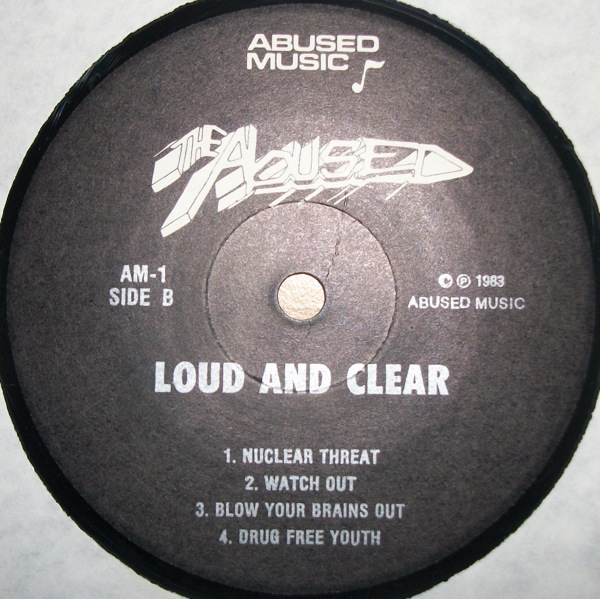 ABUSED
MUSIC
THE ABUSED
AM-1
SIDE B
© ℗ 1983
ABUSED MUSIC
LOUD AND CLEAR
1. NUCLEAR THREAT
2. WATCH OUT
3. BLOW YOUR BRAINS OUT
4. DRUG FREE YOUTH